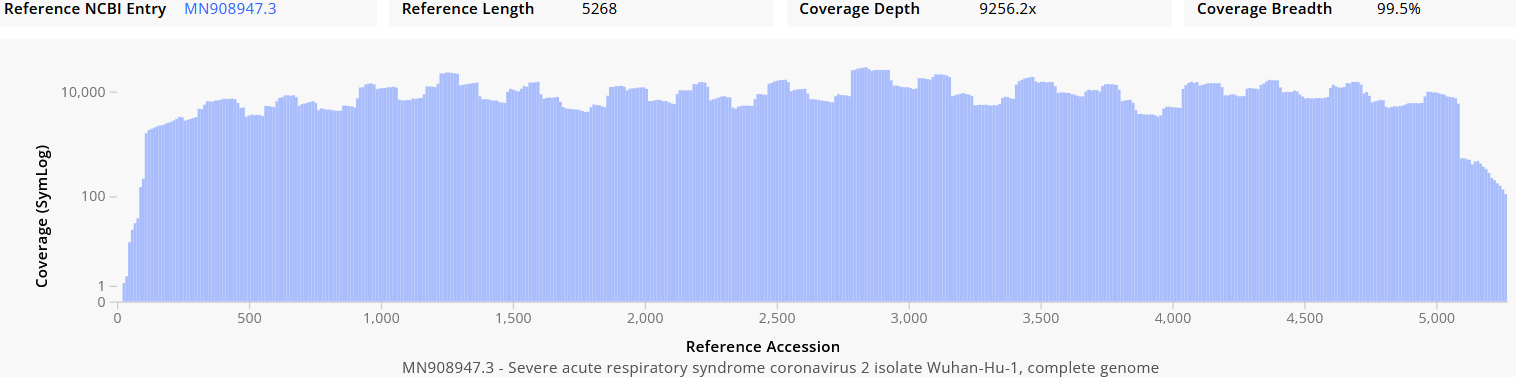 Reference NCBI Entry MN908947.3 Reference Length 5268 Coverage Depth 9256.2x Coverage Breadth 99.5%
Coverage (SymLog)
10,000
100
1
0
0 500 1,000 1,500 2,000 2,500 3,000 3,500 4,000 4,500 5,000
Reference Accession
MN908947.3 - Severe acute respiratory syndrome coronavirus 2 isolate Wuhan-Hu-1, complete genome